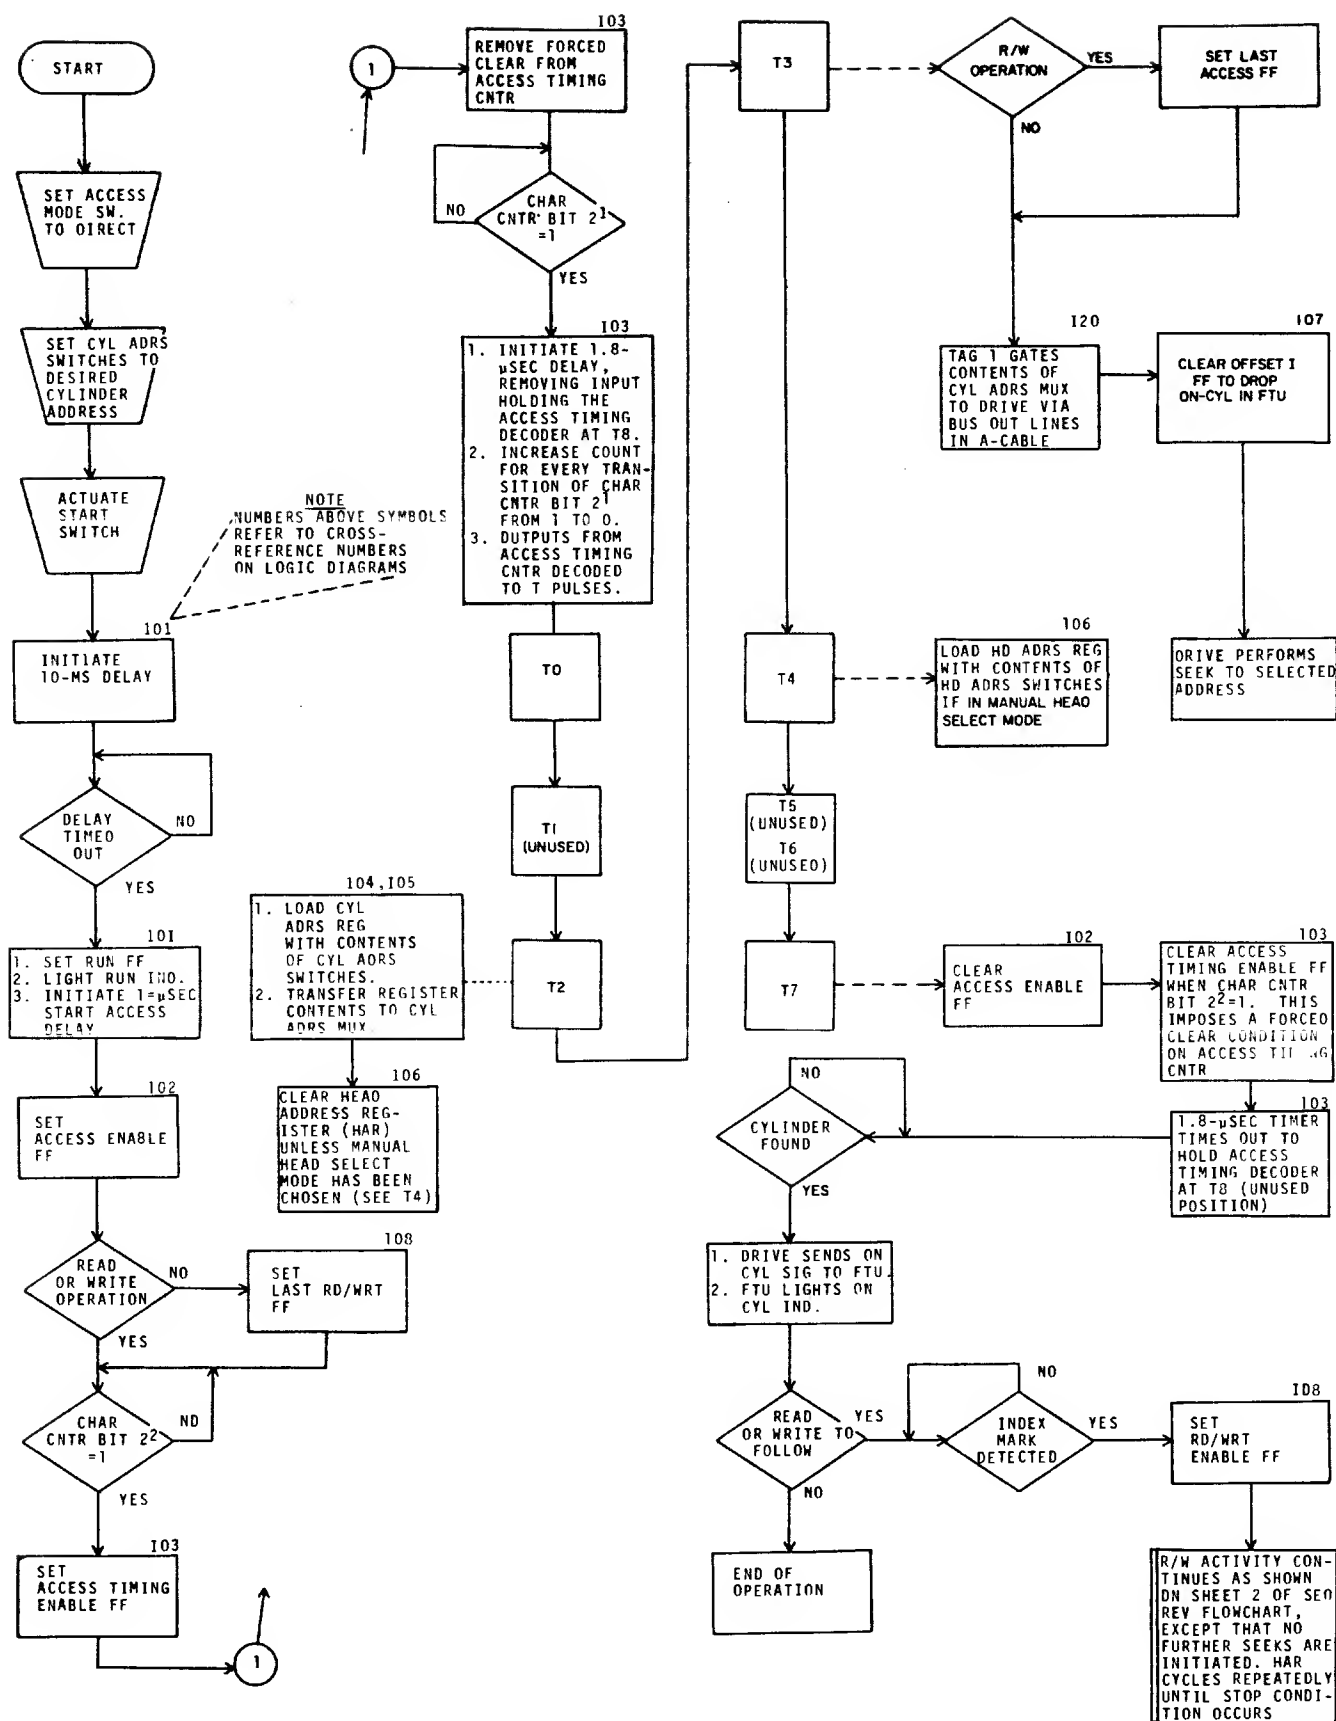 START
SET ACCESS
MODE SW.
TO DIRECT
SET CYL ADRS
SWITCHES TO
DESIRED
CYLINDER
ADDRESS
ACTUATE
START
SWITCH
NOTE
NUMBERS ABOVE SYMBOLS
REFER TO CROSS-
REFERENCE NUMBERS
ON LOGIC DIAGRAMS
101
INITIATE
10-MS DELAY
DELAY
TIMED
OUT
NO
YES
101
1. SET RUN FF
2. LIGHT RUN IND.
3. INITIATE 1=µSEC
START ACCESS
DELAY
102
SET
ACCESS ENABLE
FF
READ
OR WRITE
OPERATION
NO
YES
108
SET
LAST RD/WRT
FF
CHAR
CNTR BIT 2²
=1
NO
YES
103
SET
ACCESS TIMING
ENABLE FF
1
1
103
REMOVE FORCED
CLEAR FROM
ACCESS TIMING
CNTR
CHAR
CNTR BIT 2¹
=1
NO
YES
103
1. INITIATE 1.8-
µSEC DELAY,
REMOVING INPUT
HOLDING THE
ACCESS TIMING
DECODER AT T8.
2. INCREASE COUNT
FOR EVERY TRAN-
SITION OF CHAR
CNTR BIT 2¹
FROM 1 TO 0.
3. OUTPUTS FROM
ACCESS TIMING
CNTR DECODED
TO T PULSES.
T0
T1
(UNUSED)
T2
104,105
1. LOAD CYL
ADRS REG
WITH CONTENTS
OF CYL ADRS
SWITCHES.
2. TRANSFER REGISTER
CONTENTS TO CYL
ADRS MUX.
106
CLEAR HEAD
ADDRESS REG-
ISTER (HAR)
UNLESS MANUAL
HEAD SELECT
MODE HAS BEEN
CHOSEN (SEE T4)
T3
R/W
OPERATION
YES
NO
SET LAST
ACCESS FF
120
TAG 1 GATES
CONTENTS OF
CYL ADRS MUX
TO DRIVE VIA
BUS OUT LINES
IN A-CABLE
107
CLEAR OFFSET I
FF TO DROP
ON-CYL IN FTU
DRIVE PERFORMS
SEEK TO SELECTED
ADDRESS
T4
106
LOAD HD ADRS REG
WITH CONTENTS OF
HD ADRS SWITCHES
IF IN MANUAL HEAD
SELECT MODE
T5
(UNUSED)
T6
(UNUSED)
T7
102
CLEAR
ACCESS ENABLE
FF
103
CLEAR ACCESS
TIMING ENABLE FF
WHEN CHAR CNTR
BIT 2²=1. THIS
IMPOSES A FORCED
CLEAR CONDITION
ON ACCESS TIMING
CNTR
103
1.8-µSEC TIMER
TIMES OUT TO
HOLD ACCESS
TIMING DECODER
AT T8 (UNUSED
POSITION)
NO
CYLINDER
FOUND
YES
1. DRIVE SENDS ON
CYL SIG TO FTU.
2. FTU LIGHTS ON
CYL IND.
READ
OR WRITE TO
FOLLOW
YES
NO
NO
INDEX
MARK
DETECTED
YES
108
SET
RD/WRT
ENABLE FF
END OF
OPERATION
R/W ACTIVITY CON-
TINUES AS SHOWN
ON SHEET 2 OF SEQ
REV FLOWCHART,
EXCEPT THAT NO
FURTHER SEEKS ARE
INITIATED. HAR
CYCLES REPEATEDLY
UNTIL STOP CONDI-
TION OCCURS